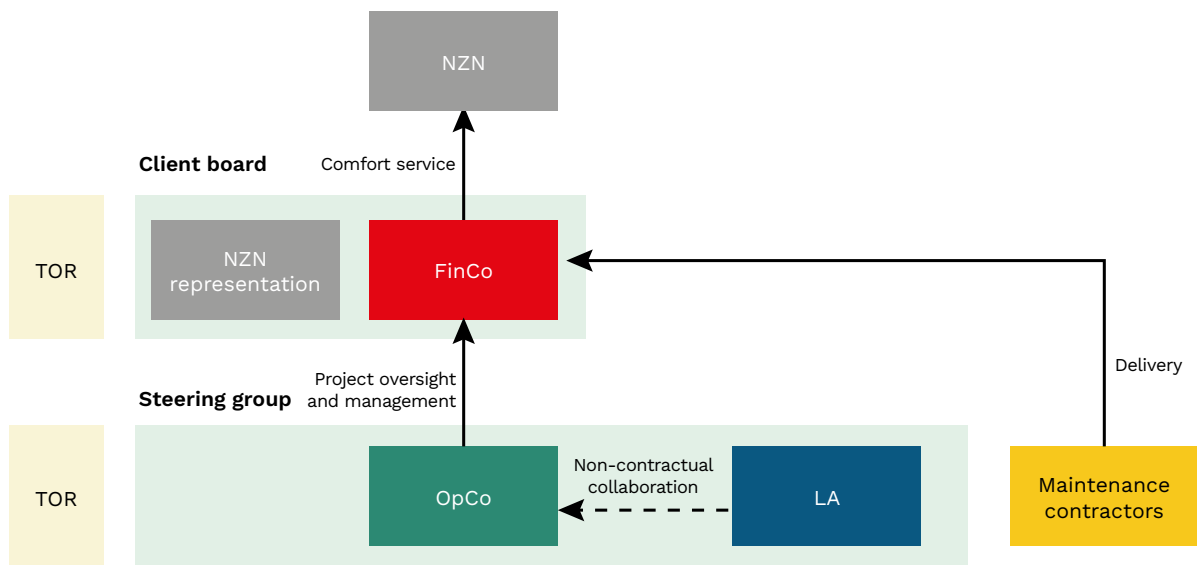 NZN
Client board
Comfort service
TOR
NZN
representation
FinCo
Delivery
Project oversight
and management
Steering group
TOR
OpCo
Non-contractual
collaboration
LA
Maintenance
contractors